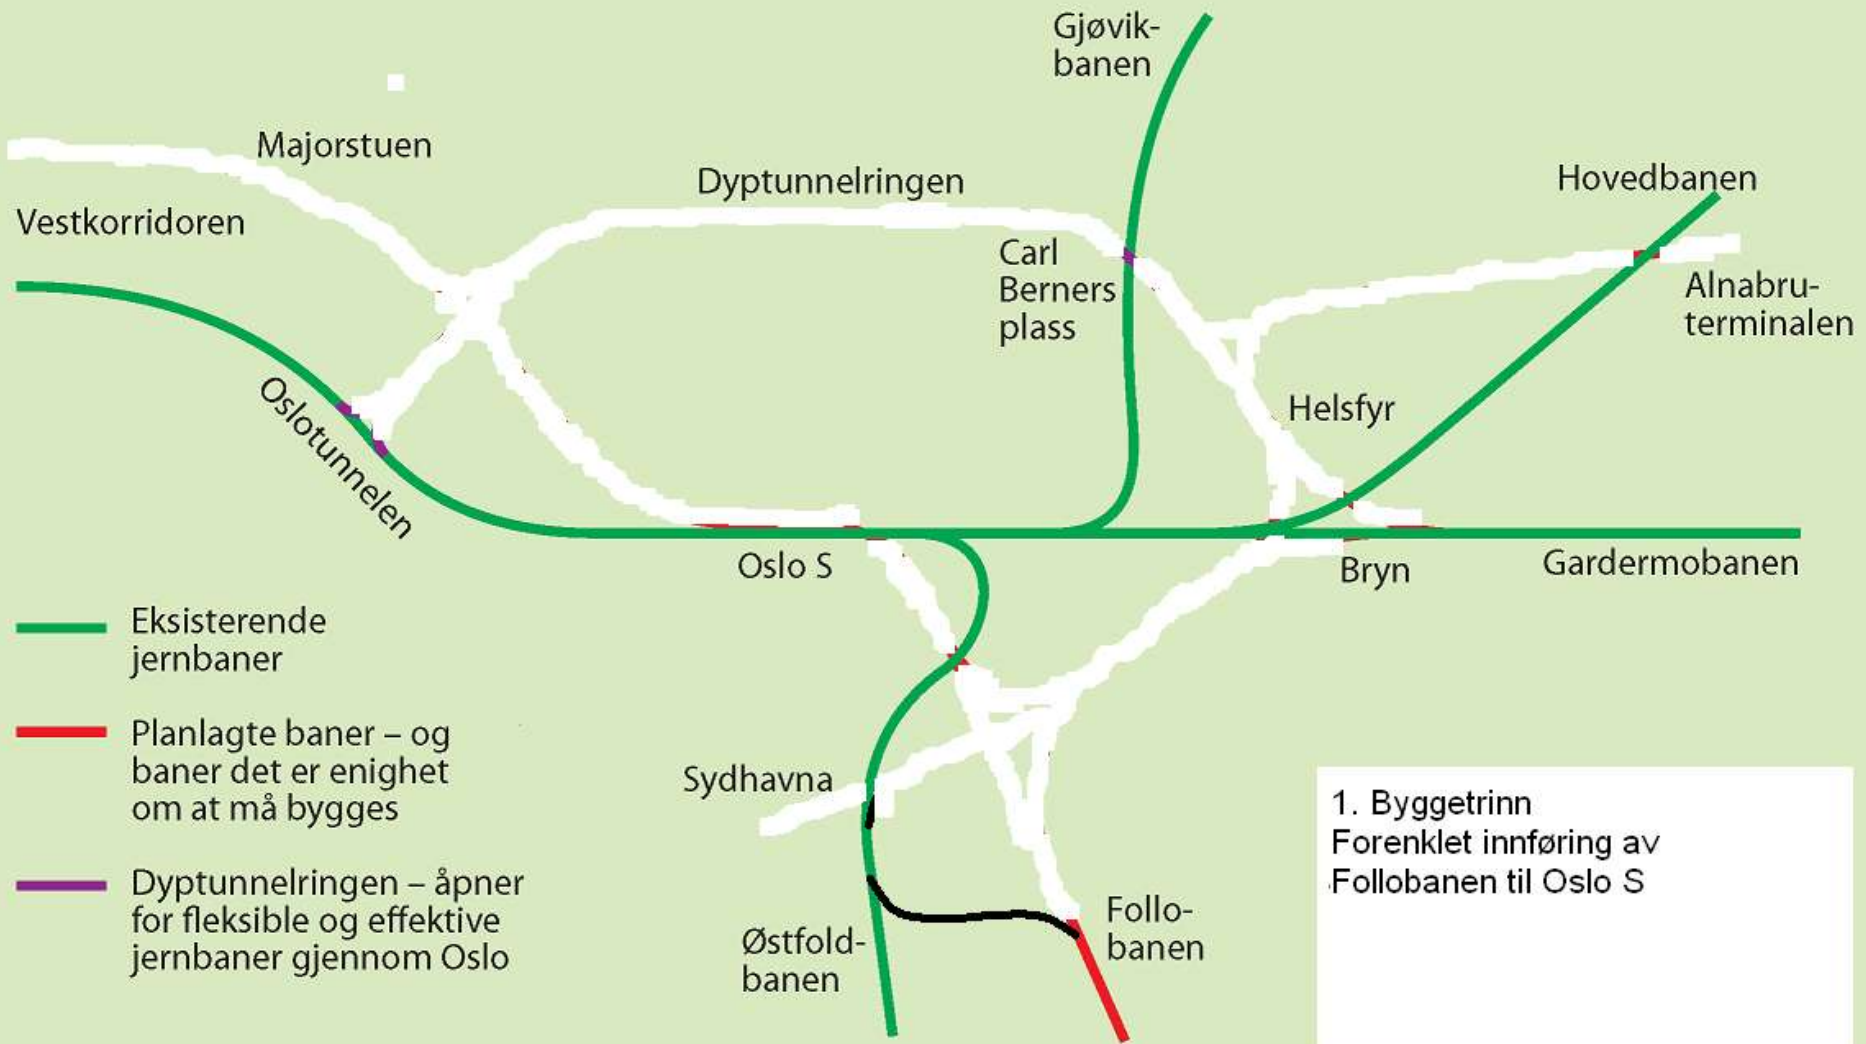 Gjøvik-
banen
Majorstuen
Dyptunnelringen
Hovedbanen
Vestkorridoren
Carl
Berners
plass
Alnabru-
terminalen
Oslotunnelen
Helsfyr
Oslo S
Bryn
Gardermobanen
Eksisterende
jernbaner
Planlagte baner – og
baner det er enighet
om at må bygges
Sydhavna
Dyptunnelringen – åpner
for fleksible og effektive
jernbaner gjennom Oslo
Østfold-
banen
Follo-
banen
1. Byggetrinn
Forenklet innføring av
Follobanen til Oslo S